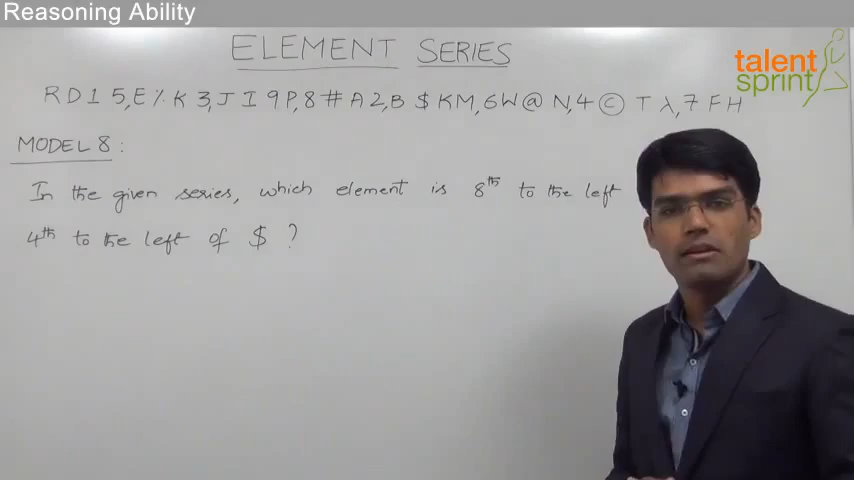 Reasoning Ability
ELEMENT SERIES
talent
sprint
R D 1 5, E % K 3, J I 9 P, 8 # A 2, B $ K M, 6 W @ N, 4 © T λ, 7 F H
MODEL 8 :
In the given series, which element is 8th to the left
4th to the left of $ ?